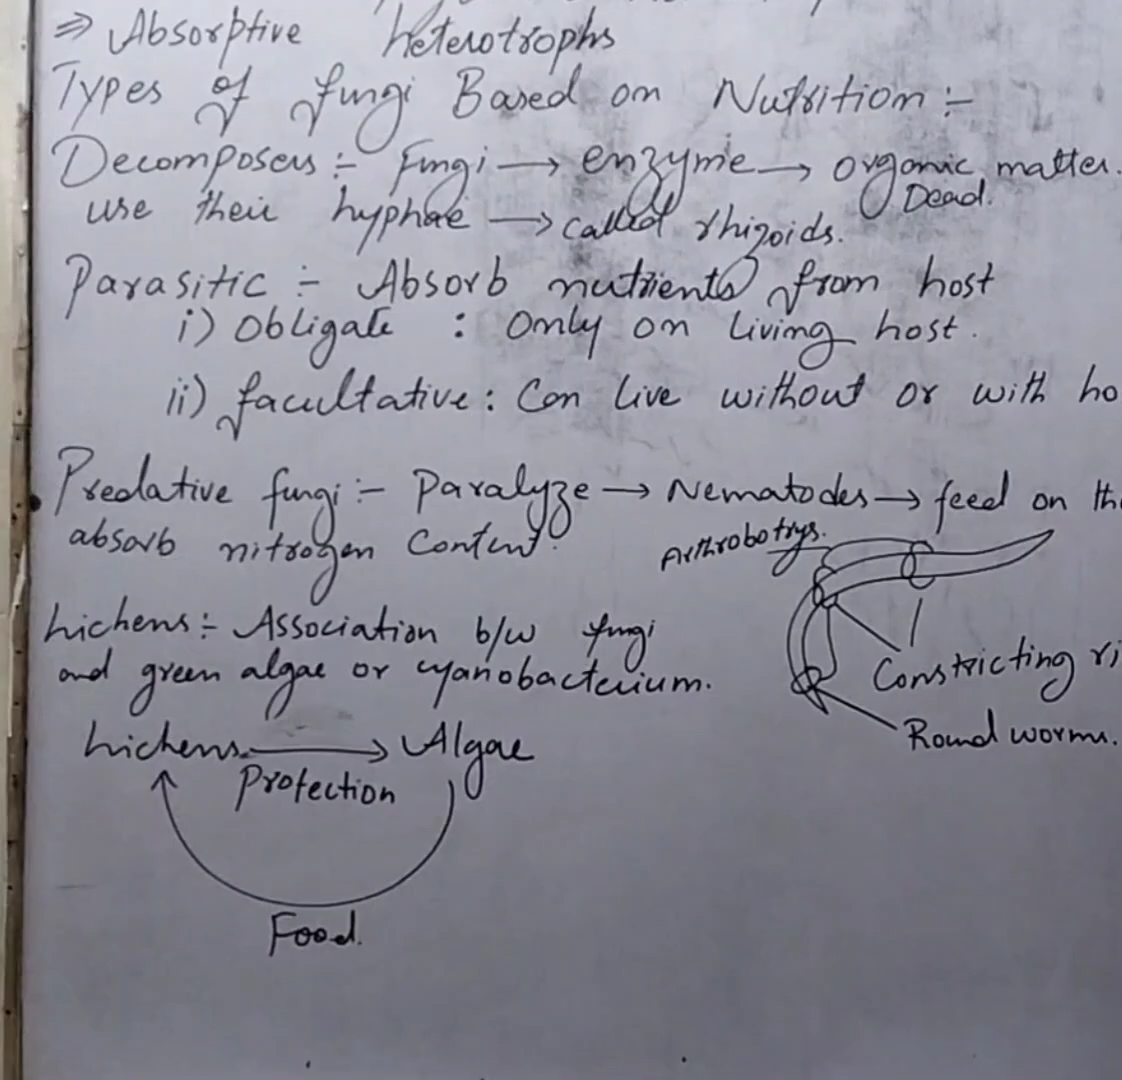 ⇒ Absorptive heterotrophs
Types of fungi Based on Nutrition :-
Decomposers :- Fungi → enzyme → organic matter.
Dead.
use their hyphae → called rhizoids.
Parasitic :- Absorb nutrients from host
i) Obligate : Only on living host.
ii) facultative : Can live without or with ho
Predative fungi :- Paralyze → Nematodes → feed on the
absorb nitrogen Content.
Arthrobotrys.
Lichens :- Association b/w fungi
and green algae or cyanobacterium.
Constricting ri
Round worms.
Lichens → Algae
Protection
Food.